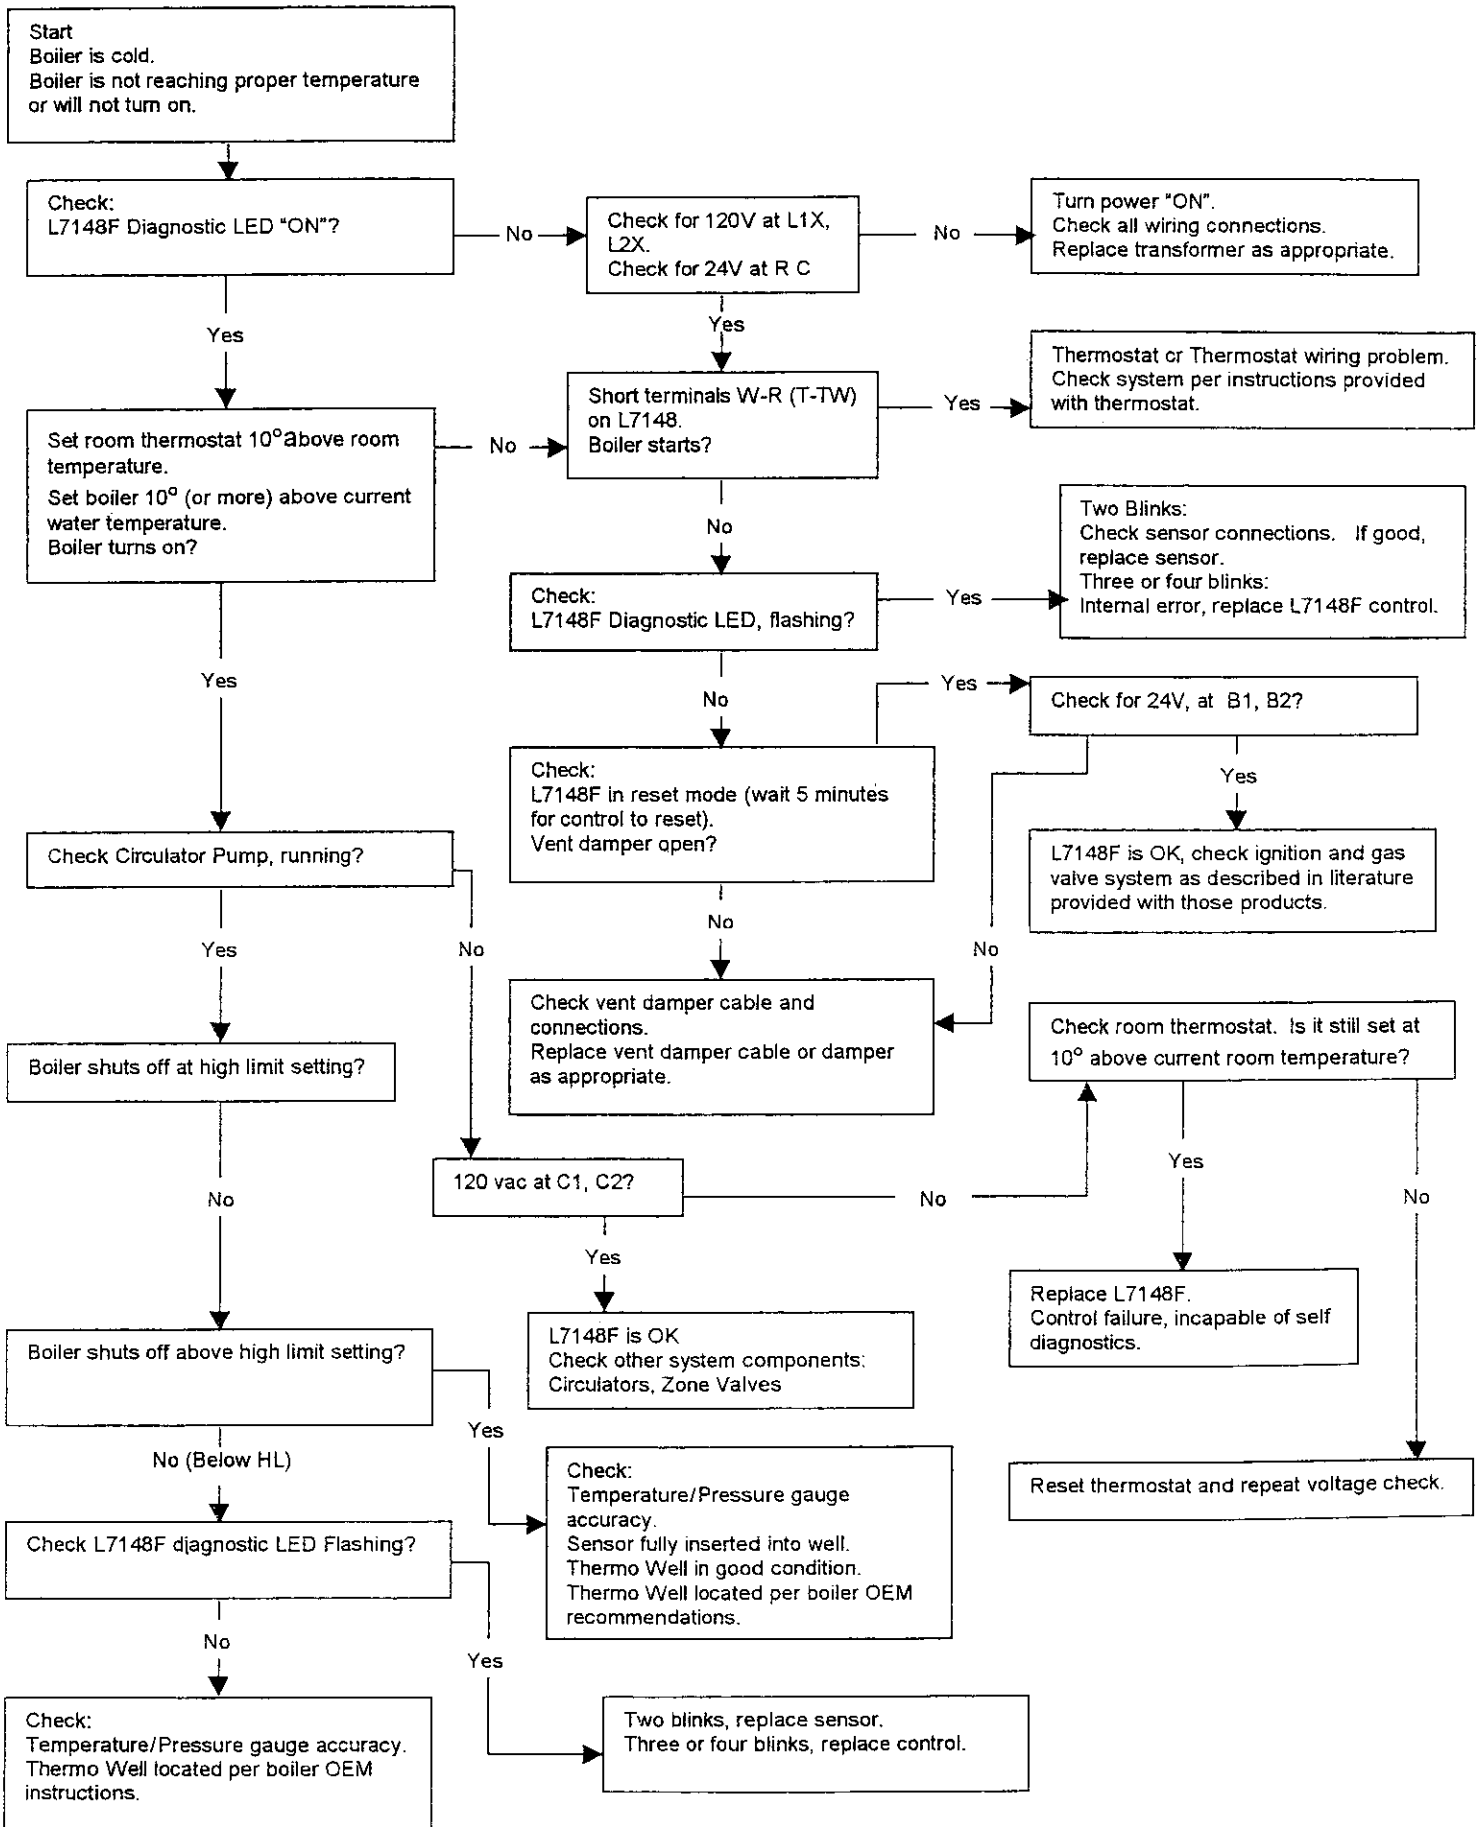 Start
Boiler is cold.
Boiler is not reaching proper temperature
or will not turn on.
Check:
L7148F Diagnostic LED "ON"?
No
Check for 120V at L1X,
L2X.
Check for 24V at R C
No
Turn power "ON".
Check all wiring connections.
Replace transformer as appropriate.
Yes
Yes
Set room thermostat 10° above room
temperature.
Set boiler 10° (or more) above current
water temperature.
Boiler turns on?
No
Short terminals W-R (T-TW)
on L7148.
Boiler starts?
Yes
Thermostat or Thermostat wiring problem.
Check system per instructions provided
with thermostat.
No
Check:
L7148F Diagnostic LED, flashing?
Yes
Two Blinks:
Check sensor connections. If good,
replace sensor.
Three or four blinks:
Internal error, replace L7148F control.
Yes
No
Yes
Check for 24V, at B1, B2?
Check:
L7148F in reset mode (wait 5 minutes
for control to reset).
Vent damper open?
Yes
L7148F is OK, check ignition and gas
valve system as described in literature
provided with those products.
Check Circulator Pump, running?
Yes
No
No
No
Check vent damper cable and
connections.
Replace vent damper cable or damper
as appropriate.
Check room thermostat. Is it still set at
10° above current room temperature?
Boiler shuts off at high limit setting?
No
120 vac at C1, C2?
No
Yes
No
Yes
L7148F is OK
Check other system components:
Circulators, Zone Valves
Replace L7148F.
Control failure, incapable of self
diagnostics.
Boiler shuts off above high limit setting?
Yes
No (Below HL)
Check:
Temperature/Pressure gauge
accuracy.
Sensor fully inserted into well.
Thermo Well in good condition.
Thermo Well located per boiler OEM
recommendations.
Reset thermostat and repeat voltage check.
Check L7148F diagnostic LED Flashing?
No
Yes
Check:
Temperature/Pressure gauge accuracy.
Thermo Well located per boiler OEM
instructions.
Two blinks, replace sensor.
Three or four blinks, replace control.